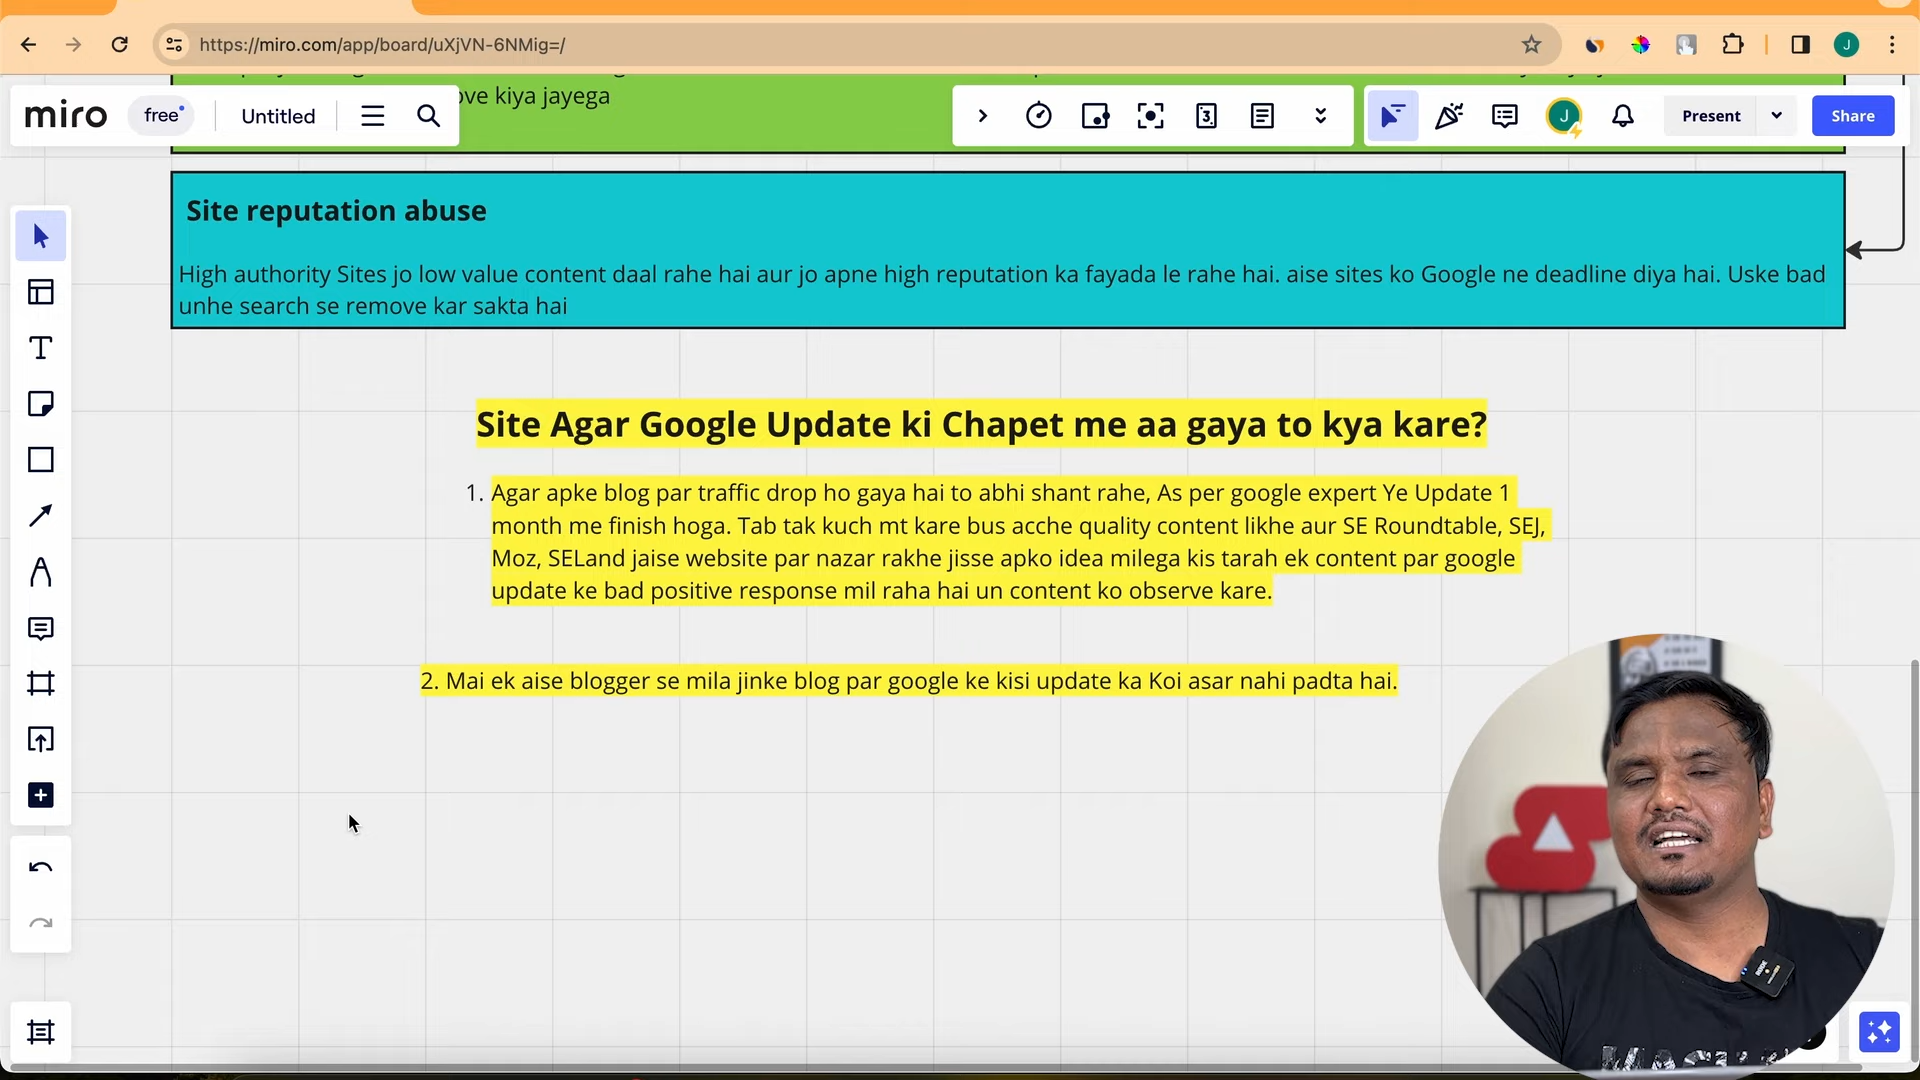 https://miro.com/app/board/uXjVN-6NMig=/
J
ove kiya jayega
miro
free
Untitled
3
J
Present
Share
Site reputation abuse
High authority Sites jo low value content daal rahe hai aur jo apne high reputation ka fayada le rahe hai. aise sites ko Google ne deadline diya hai. Uske bad
unhe search se remove kar sakta hai
Site Agar Google Update ki Chapet me aa gaya to kya kare?
1. Agar apke blog par traffic drop ho gaya hai to abhi shant rahe, As per google expert Ye Update 1
month me finish hoga. Tab tak kuch mt kare bus acche quality content likhe aur SE Roundtable, SEJ,
Moz, SELand jaise website par nazar rakhe jisse apko idea milega kis tarah ek content par google
update ke bad positive response mil raha hai un content ko observe kare.
2. Mai ek aise blogger se mila jinke blog par google ke kisi update ka Koi asar nahi padta hai.